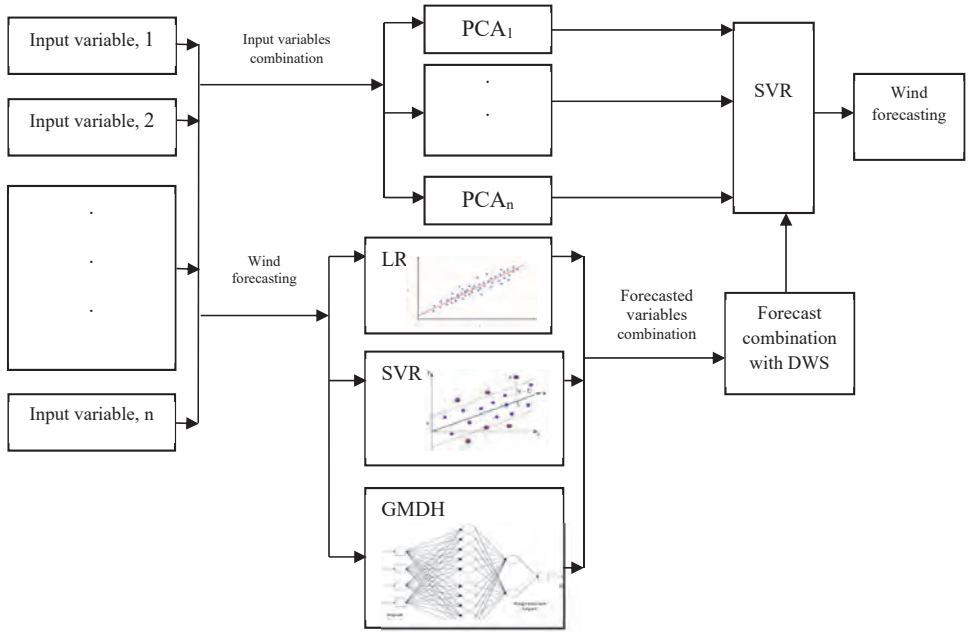 Input variable, 1
Input variable, 2
.
.
.
Input variable, n
Input variables
combination
PCA₁
.
.
PCAₙ
SVR
Wind
forecasting
Wind
forecasting
LR
SVR
GMDH
Forecasted
variables
combination
Forecast
combination
with DWS